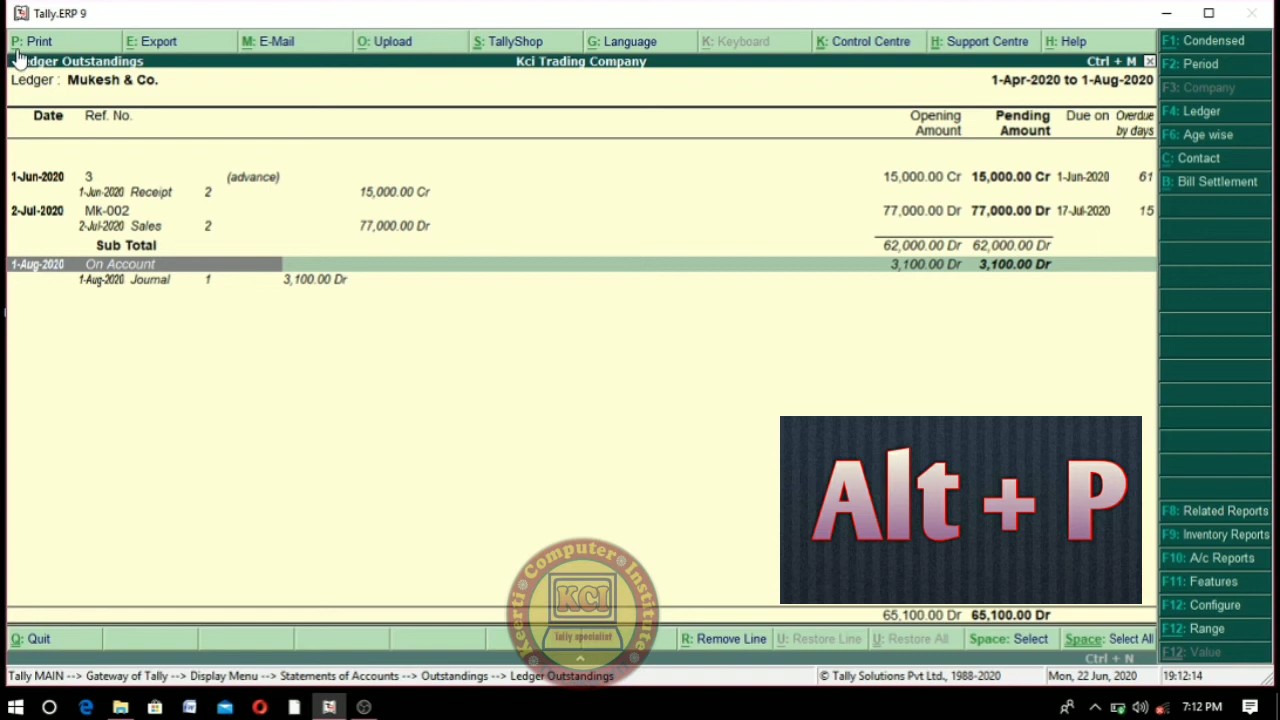 Tally.ERP 9
P: Print E: Export M: E-Mail O: Upload S: TallyShop G: Language K: Keyboard K: Control Centre H: Support Centre H: Help
Ledger Outstandings Kci Trading Company Ctrl + M
Ledger : Mukesh & Co. 1-Apr-2020 to 1-Aug-2020
Date Ref. No. Opening Amount Pending Amount Due on Overdue by days
1-Jun-2020 3 (advance) 15,000.00 Cr 15,000.00 Cr 1-Jun-2020 61
1-Jun-2020 Receipt 2 15,000.00 Cr
2-Jul-2020 Mk-002 77,000.00 Dr 77,000.00 Dr 17-Jul-2020 15
2-Jul-2020 Sales 2 77,000.00 Dr
Sub Total 62,000.00 Dr 62,000.00 Dr
1-Aug-2020 On Account 3,100.00 Dr 3,100.00 Dr
1-Aug-2020 Journal 1 3,100.00 Dr
65,100.00 Dr 65,100.00 Dr
Alt + P
Keerti Computer Institute
KCI
Tally specialist
F1: Condensed
F2: Period
F3: Company
F4: Ledger
F6: Age wise
C: Contact
B: Bill Settlement
F8: Related Reports
F9: Inventory Reports
F10: A/c Reports
F11: Features
F12: Configure
F12: Range
F12: Value
Q: Quit R: Remove Line U: Restore Line U: Restore All Space: Select Space: Select All
Ctrl + N
Tally MAIN --> Gateway of Tally --> Display Menu --> Statements of Accounts --> Outstandings --> Ledger Outstandings © Tally Solutions Pvt Ltd., 1988-2020 Mon, 22 Jun, 2020 19:12:14
7:12 PM